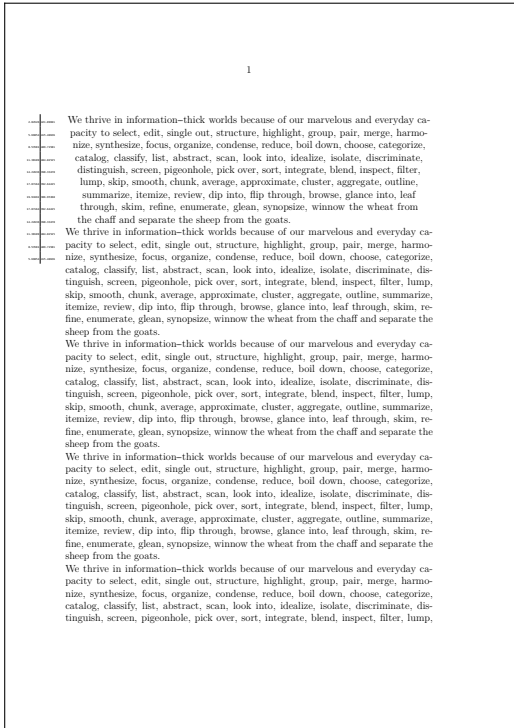 1
We thrive in information–thick worlds because of our marvelous and everyday ca-
pacity to select, edit, single out, structure, highlight, group, pair, merge, harmo-
nize, synthesize, focus, organize, condense, reduce, boil down, choose, categorize,
catalog, classify, list, abstract, scan, look into, idealize, isolate, discriminate,
distinguish, screen, pigeonhole, pick over, sort, integrate, blend, inspect, filter,
lump, skip, smooth, chunk, average, approximate, cluster, aggregate, outline,
summarize, itemize, review, dip into, flip through, browse, glance into, leaf
through, skim, refine, enumerate, glean, synopsize, winnow the wheat from
the chaff and separate the sheep from the goats.
We thrive in information–thick worlds because of our marvelous and everyday ca-
pacity to select, edit, single out, structure, highlight, group, pair, merge, harmo-
nize, synthesize, focus, organize, condense, reduce, boil down, choose, categorize,
catalog, classify, list, abstract, scan, look into, idealize, isolate, discriminate, dis-
tinguish, screen, pigeonhole, pick over, sort, integrate, blend, inspect, filter, lump,
skip, smooth, chunk, average, approximate, cluster, aggregate, outline, summarize,
itemize, review, dip into, flip through, browse, glance into, leaf through, skim, re-
fine, enumerate, glean, synopsize, winnow the wheat from the chaff and separate the
sheep from the goats.
We thrive in information–thick worlds because of our marvelous and everyday ca-
pacity to select, edit, single out, structure, highlight, group, pair, merge, harmo-
nize, synthesize, focus, organize, condense, reduce, boil down, choose, categorize,
catalog, classify, list, abstract, scan, look into, idealize, isolate, discriminate, dis-
tinguish, screen, pigeonhole, pick over, sort, integrate, blend, inspect, filter, lump,
skip, smooth, chunk, average, approximate, cluster, aggregate, outline, summarize,
itemize, review, dip into, flip through, browse, glance into, leaf through, skim, re-
fine, enumerate, glean, synopsize, winnow the wheat from the chaff and separate the
sheep from the goats.
We thrive in information–thick worlds because of our marvelous and everyday ca-
pacity to select, edit, single out, structure, highlight, group, pair, merge, harmo-
nize, synthesize, focus, organize, condense, reduce, boil down, choose, categorize,
catalog, classify, list, abstract, scan, look into, idealize, isolate, discriminate, dis-
tinguish, screen, pigeonhole, pick over, sort, integrate, blend, inspect, filter, lump,
skip, smooth, chunk, average, approximate, cluster, aggregate, outline, summarize,
itemize, review, dip into, flip through, browse, glance into, leaf through, skim, re-
fine, enumerate, glean, synopsize, winnow the wheat from the chaff and separate the
sheep from the goats.
We thrive in information–thick worlds because of our marvelous and everyday ca-
pacity to select, edit, single out, structure, highlight, group, pair, merge, harmo-
nize, synthesize, focus, organize, condense, reduce, boil down, choose, categorize,
catalog, classify, list, abstract, scan, look into, idealize, isolate, discriminate, dis-
tinguish, screen, pigeonhole, pick over, sort, integrate, blend, inspect, filter, lump,